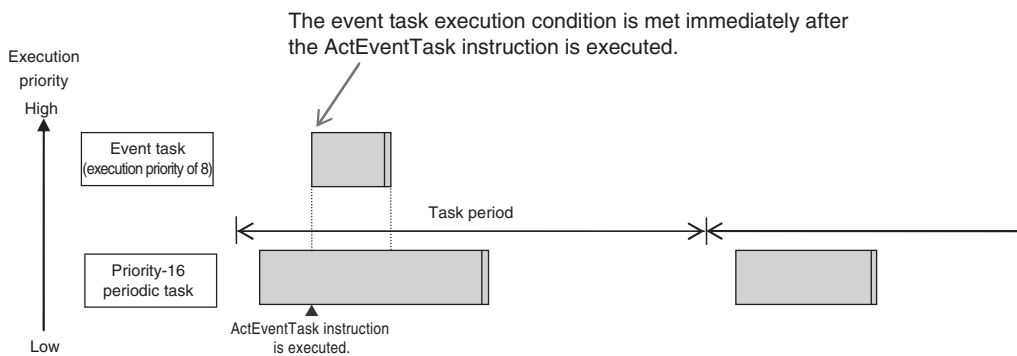 The event task execution condition is met immediately after
the ActEventTask instruction is executed.
Execution
priority
High
Event task
(execution priority of 8)
Task period
Priority-16
periodic task
ActEventTask instruction
is executed.
Low